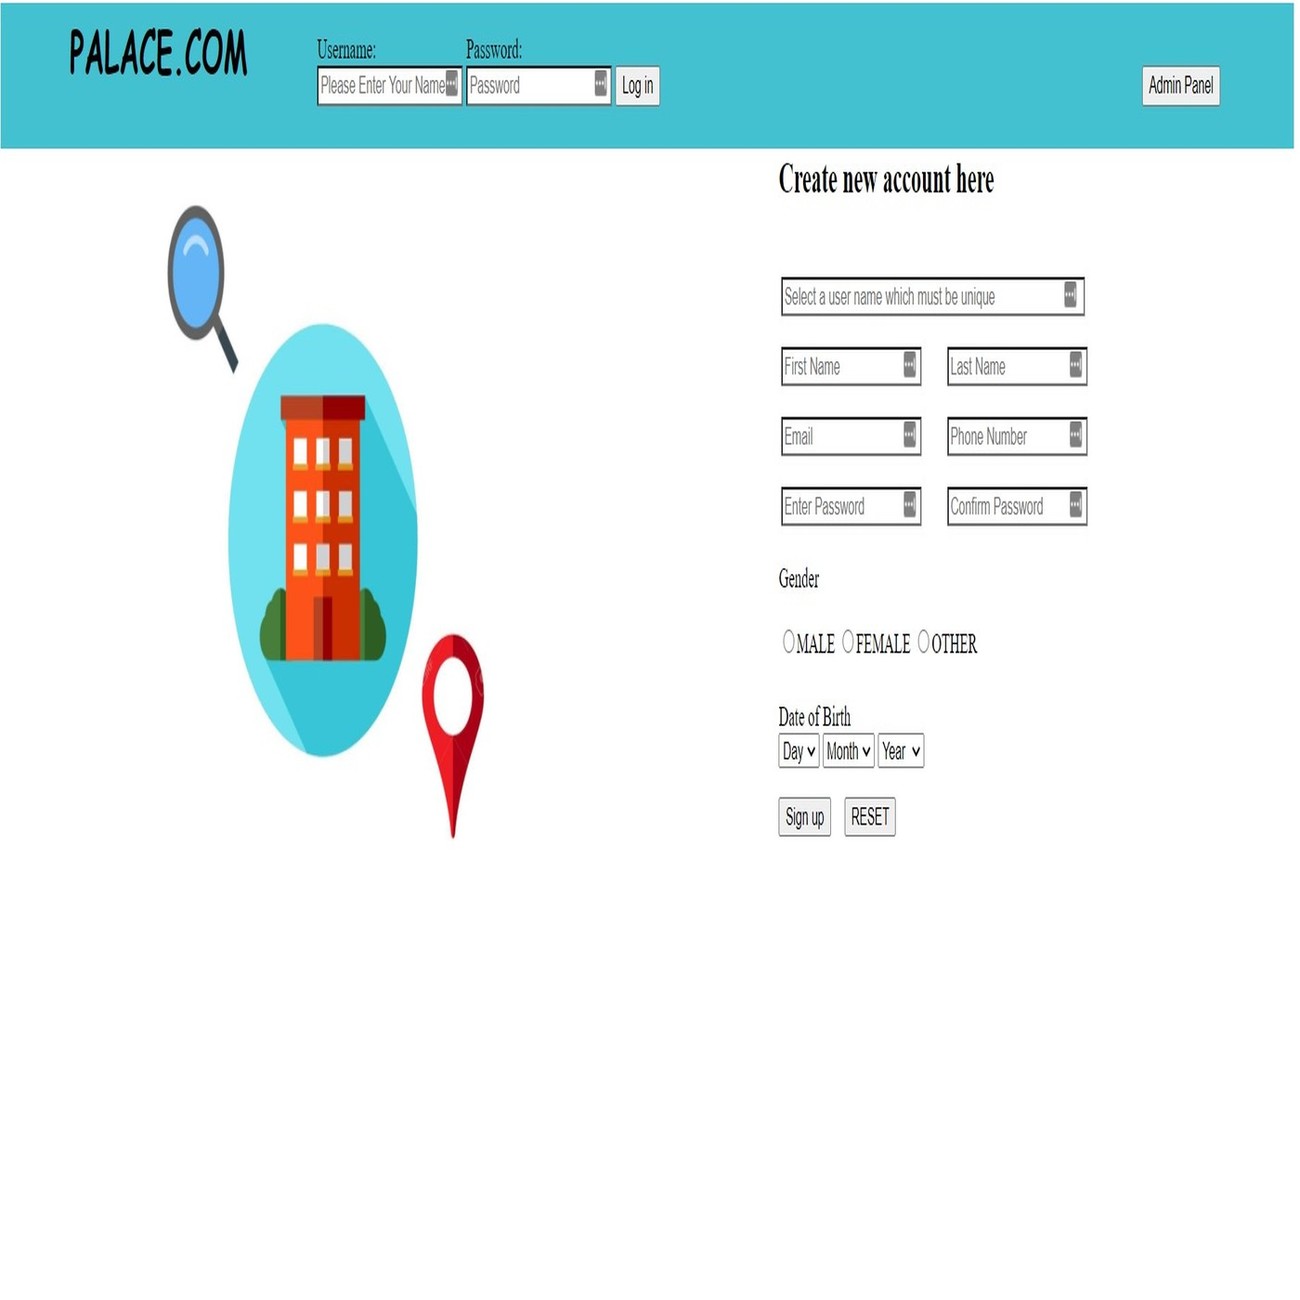 PALACE.COM
Username: Password:
Please Enter Your Name Password Log in Admin Panel
Create new account here
Select a user name which must be unique
First Name Last Name
Email Phone Number
Enter Password Confirm Password
Gender
MALE FEMALE OTHER
Date of Birth
Day Month Year
Sign up RESET